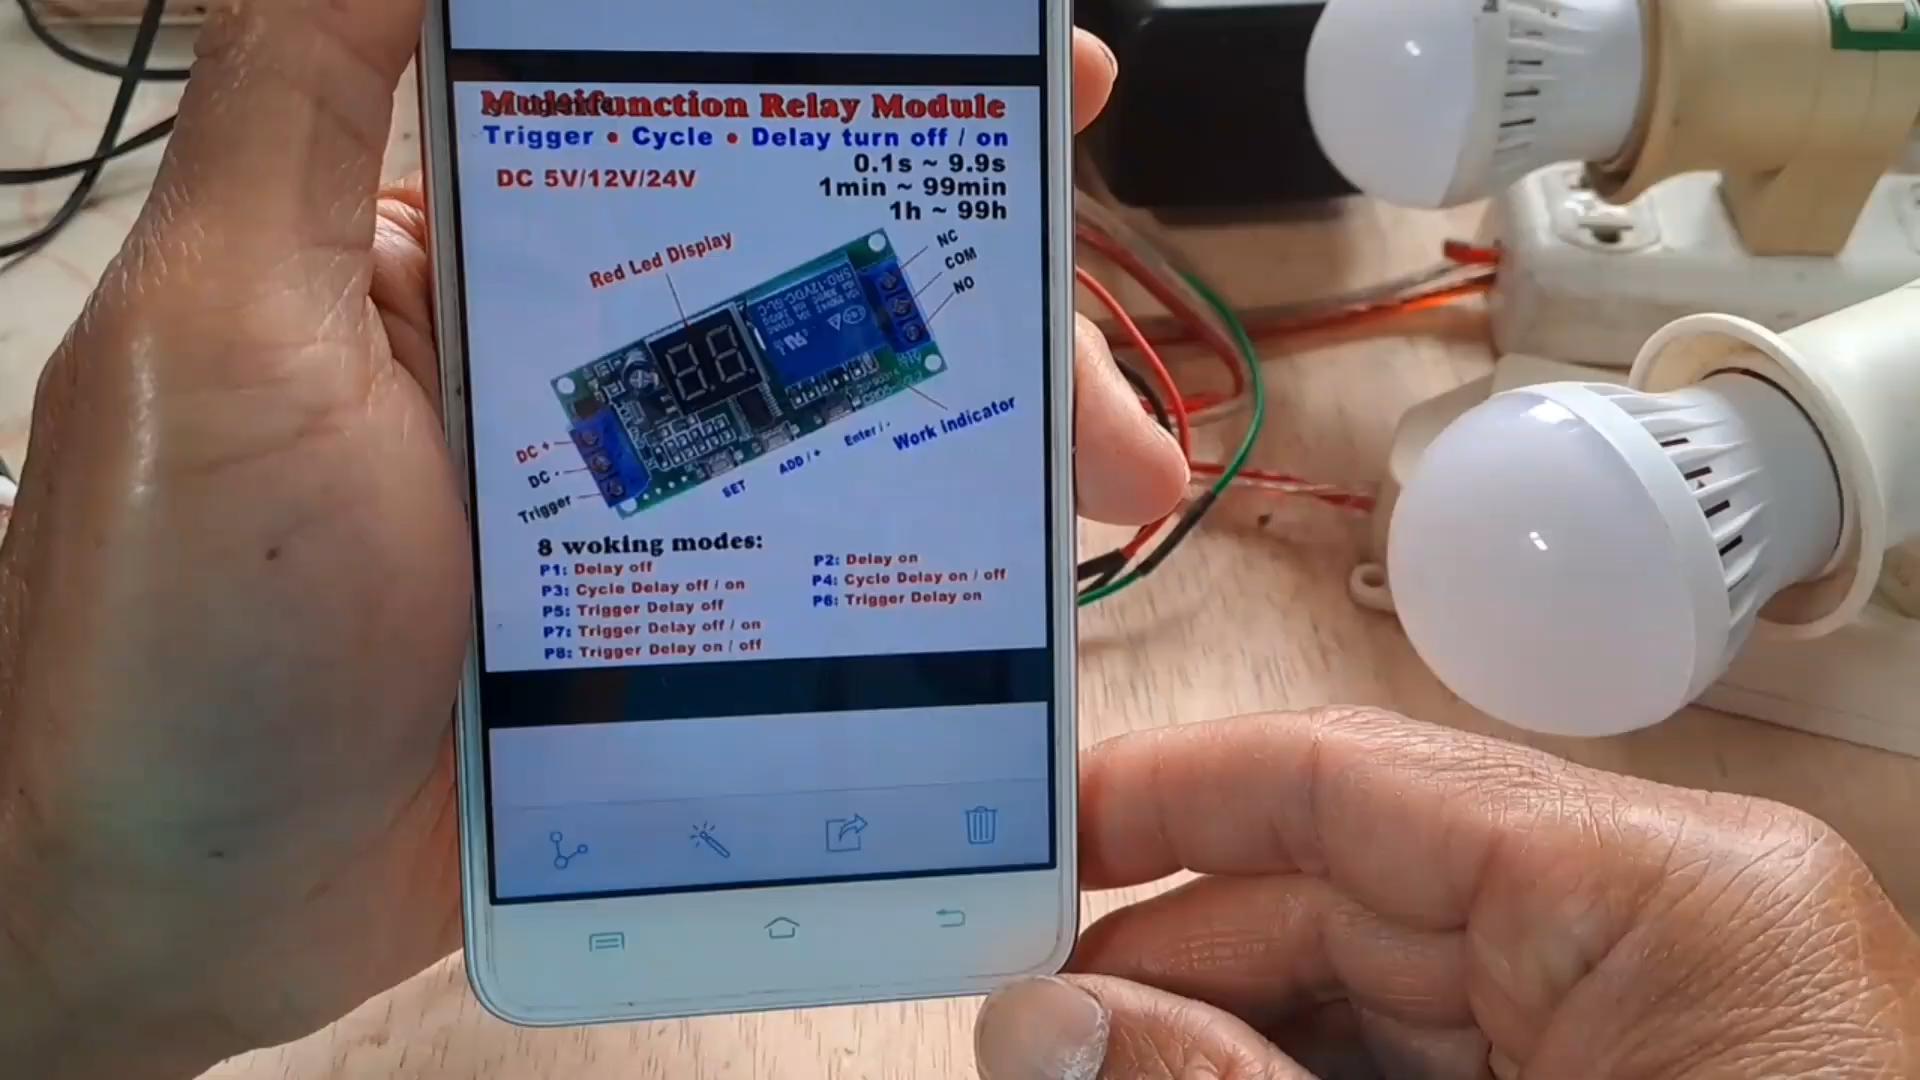 Multifunction Relay Module
Trigger • Cycle • Delay turn off / on
DC 5V/12V/24V
0.1s ~ 9.9s
1min ~ 99min
1h ~ 99h
Red Led Display
NC
COM
NO
SRD-12VDC-SL-C
DC +
DC -
Trigger
SET
ADD / +
Enter / -
Work indicator
8 woking modes:
P1: Delay off
P2: Delay on
P3: Cycle Delay off / on
P4: Cycle Delay on / off
P5: Trigger Delay off
P6: Trigger Delay on
P7: Trigger Delay off / on
P8: Trigger Delay on / off